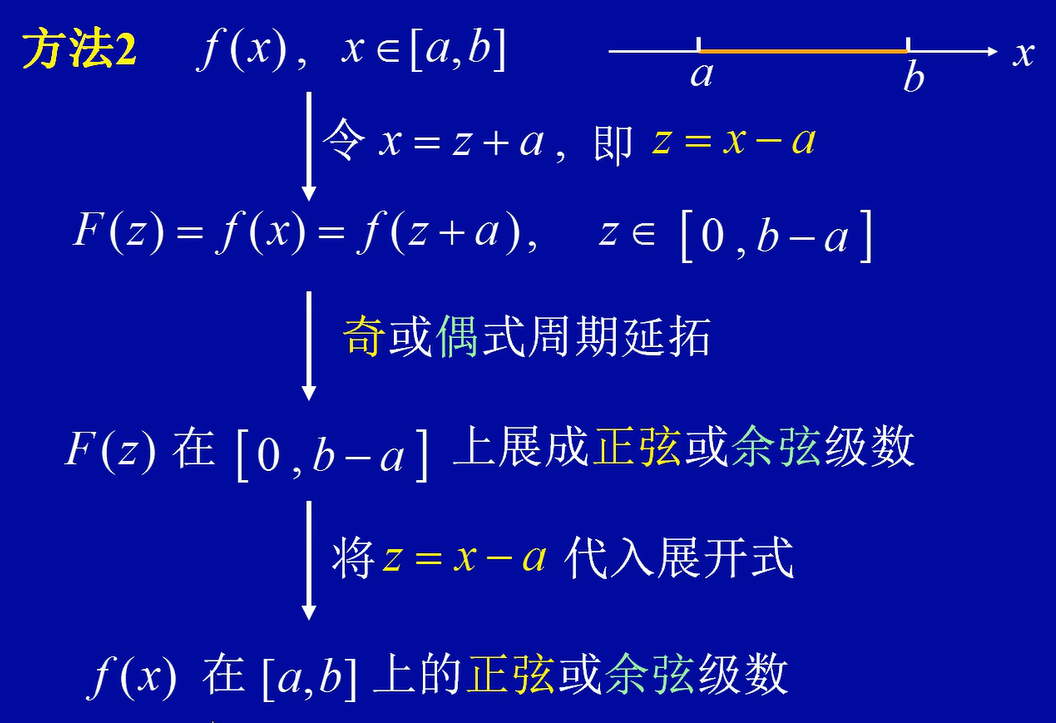 方法2 f(x), x∈[a,b]
a b x
令 x = z + a, 即 z = x − a
F(z) = f(x) = f(z + a), z∈ [0, b − a]
奇或偶式周期延拓
F(z) 在 [0, b − a] 上展成正弦或余弦级数
将 z = x − a 代入展开式
f(x) 在 [a,b] 上的正弦或余弦级数